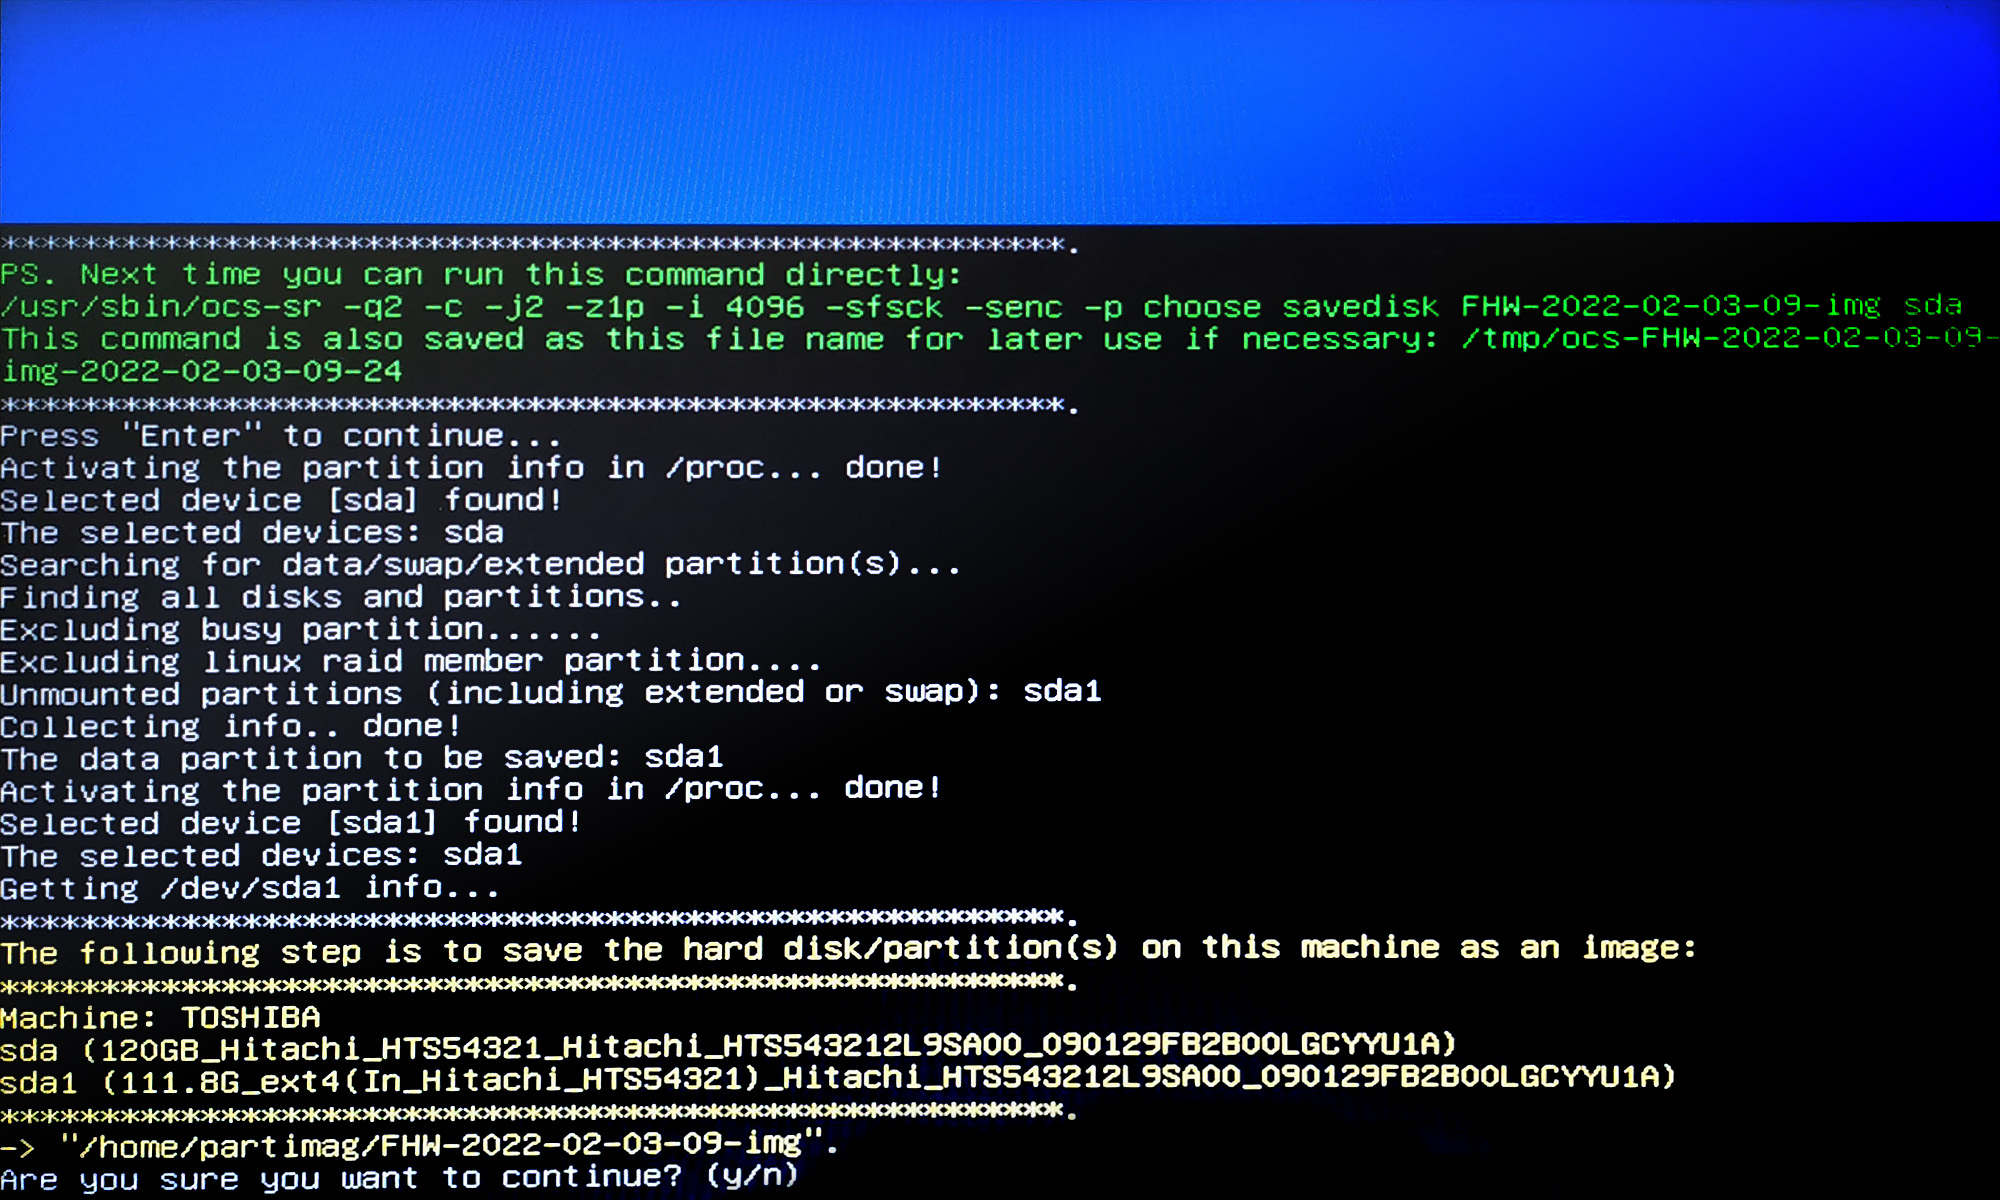 *****************************************************.
PS. Next time you can run this command directly:
/usr/sbin/ocs-sr -q2 -c -j2 -z1p -i 4096 -sfsck -senc -p choose savedisk FHW-2022-02-03-09-img sda
This command is also saved as this file name for later use if necessary: /tmp/ocs-FHW-2022-02-03-09-
img-2022-02-03-09-24
*****************************************************.
Press "Enter" to continue...
Activating the partition info in /proc... done!
Selected device [sda] found!
The selected devices: sda
Searching for data/swap/extended partition(s)...
Finding all disks and partitions..
Excluding busy partition......
Excluding linux raid member partition....
Unmounted partitions (including extended or swap): sda1
Collecting info.. done!
The data partition to be saved: sda1
Activating the partition info in /proc... done!
Selected device [sda1] found!
The selected devices: sda1
Getting /dev/sda1 info...
*****************************************************.
The following step is to save the hard disk/partition(s) on this machine as an image:
*****************************************************.
Machine: TOSHIBA
sda (120GB_Hitachi_HTS54321_Hitachi_HTS543212L9SA00_090129FB2B00LGCYYU1A)
sda1 (111.8G_ext4(In_Hitachi_HTS54321)_Hitachi_HTS543212L9SA00_090129FB2B00LGCYYU1A)
*****************************************************.
-> "/home/partimag/FHW-2022-02-03-09-img".
Are you sure you want to continue? (y/n)